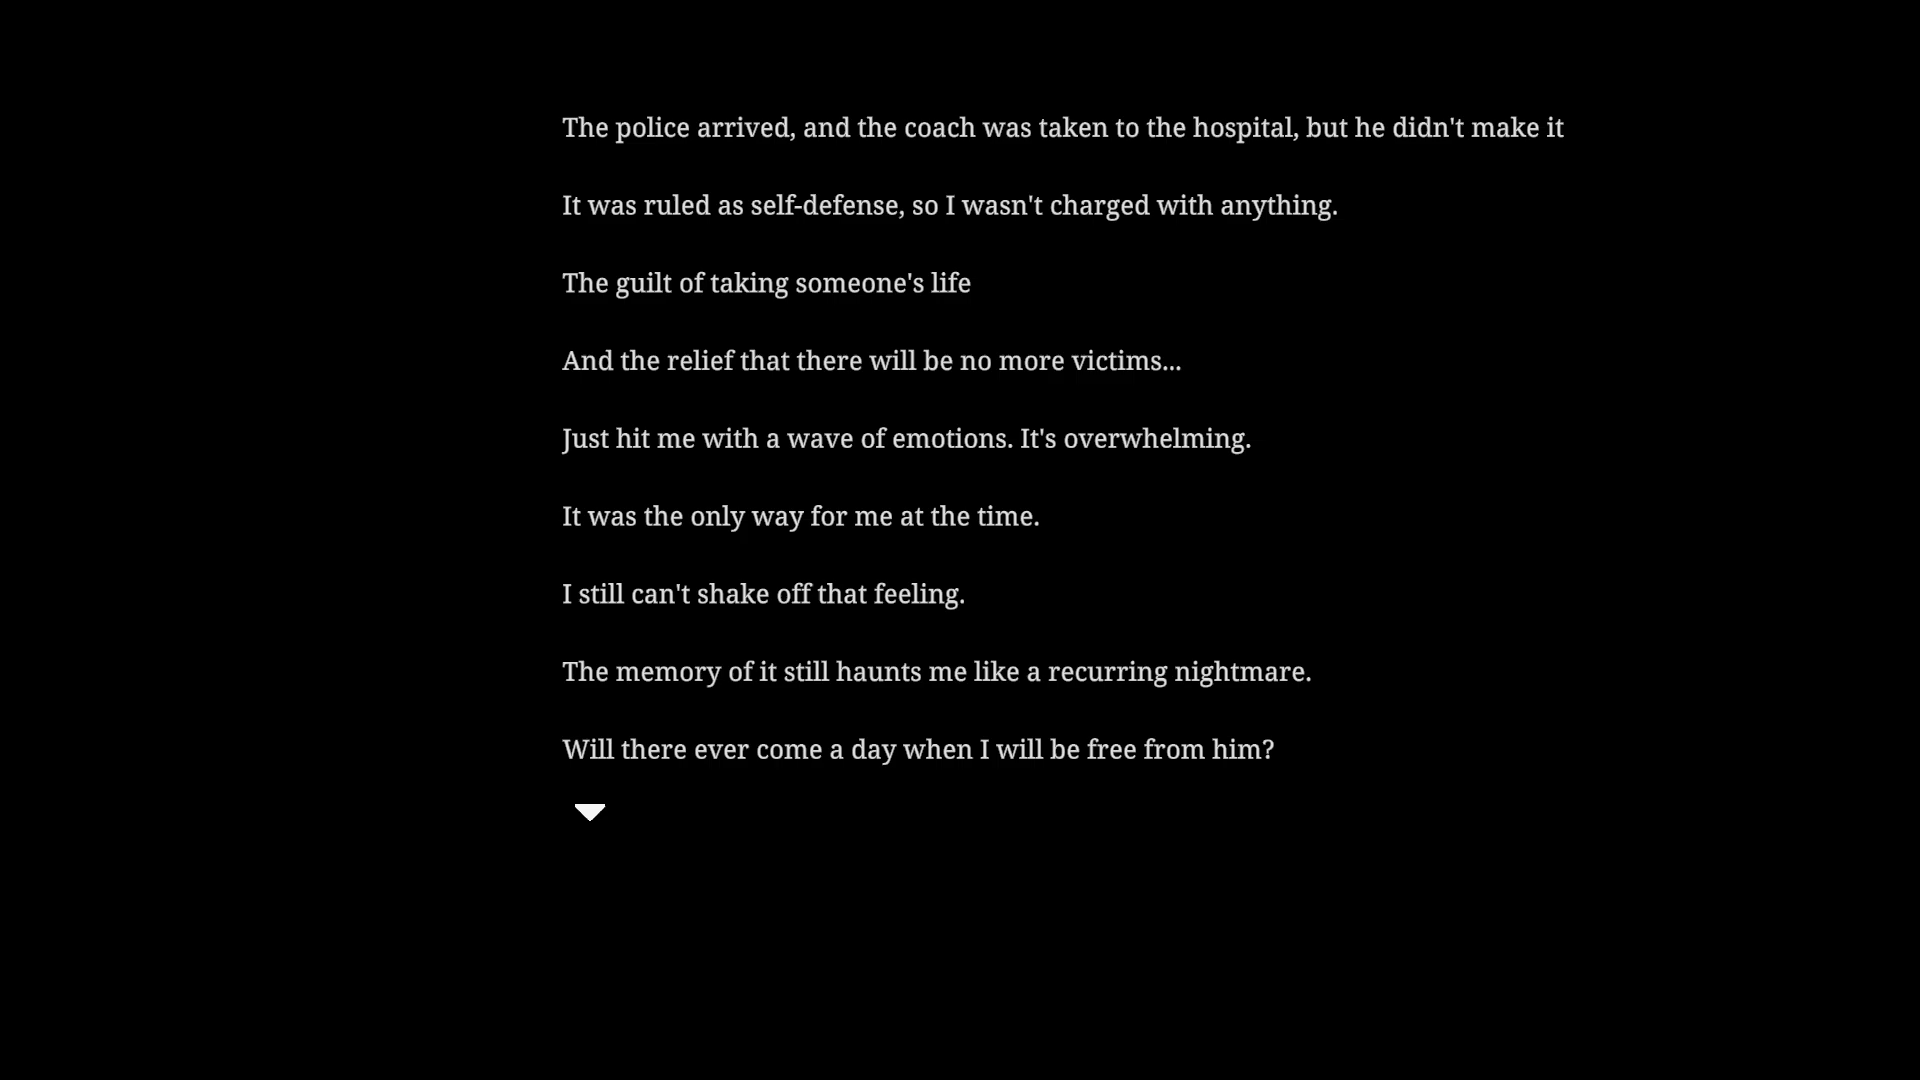 The police arrived, and the coach was taken to the hospital, but he didn't make it
It was ruled as self-defense, so I wasn't charged with anything.
The guilt of taking someone's life
And the relief that there will be no more victims...
Just hit me with a wave of emotions. It's overwhelming.
It was the only way for me at the time.
I still can't shake off that feeling.
The memory of it still haunts me like a recurring nightmare.
Will there ever come a day when I will be free from him?